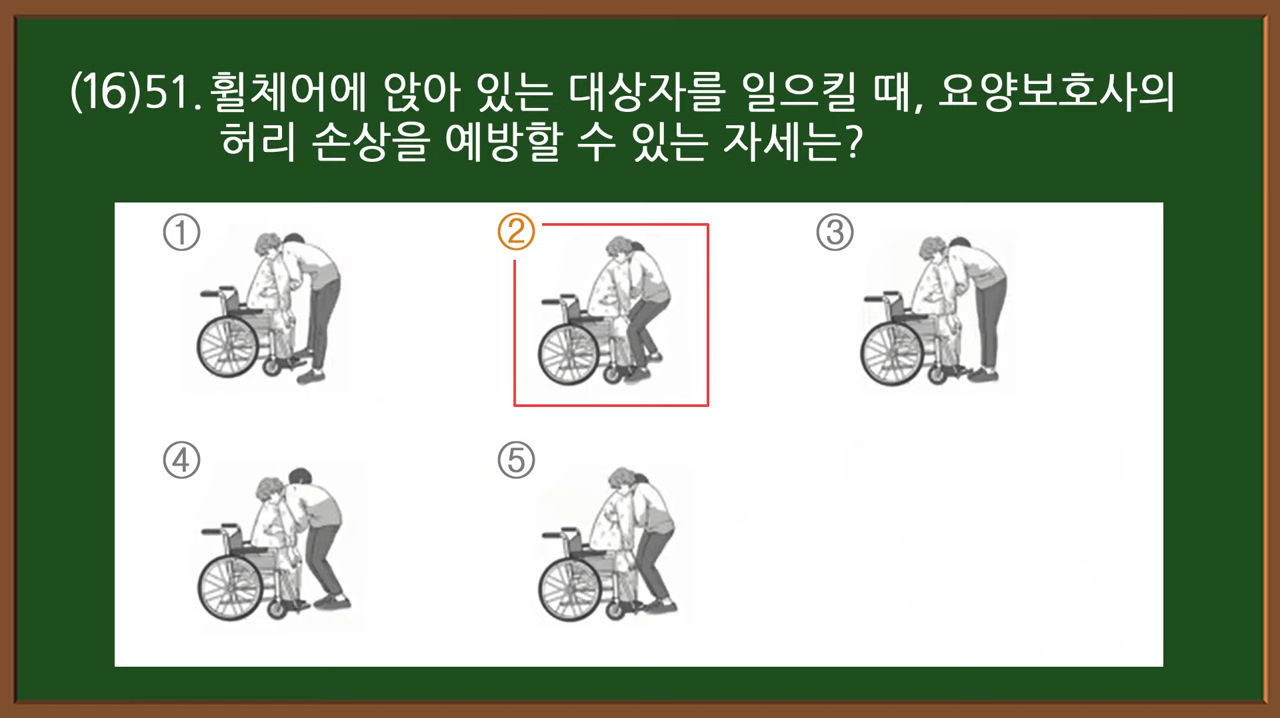 (16)51. 휠체어에 앉아 있는 대상자를 일으킬 때, 요양보호사의
허리 손상을 예방할 수 있는 자세는?
① ② ③
④ ⑤